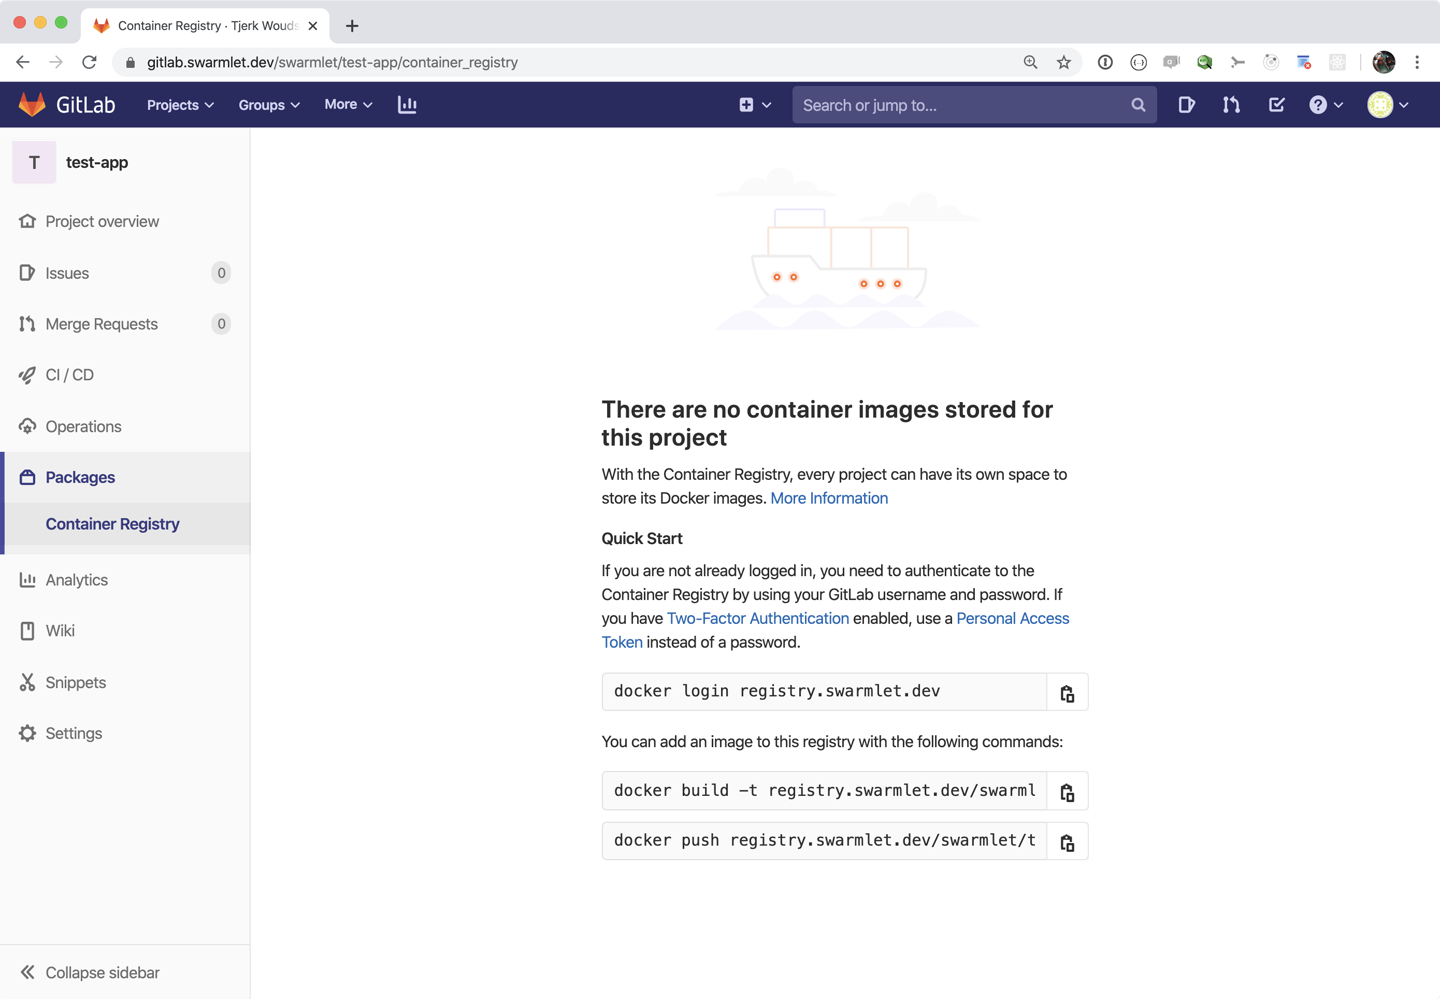 Container Registry · Tjerk Wouds
gitlab.swarmlet.dev/swarmlet/test-app/container_registry
GitLab
Projects
Groups
More
Search or jump to...
T
test-app
Project overview
Issues
0
Merge Requests
0
CI / CD
Operations
Packages
Container Registry
Analytics
Wiki
Snippets
Settings
Collapse sidebar
There are no container images stored for
this project
With the Container Registry, every project can have its own space to
store its Docker images. More Information
Quick Start
If you are not already logged in, you need to authenticate to the
Container Registry by using your GitLab username and password. If
you have Two-Factor Authentication enabled, use a Personal Access
Token instead of a password.
docker login registry.swarmlet.dev
You can add an image to this registry with the following commands:
docker build -t registry.swarmlet.dev/swarml
docker push registry.swarmlet.dev/swarmlet/t